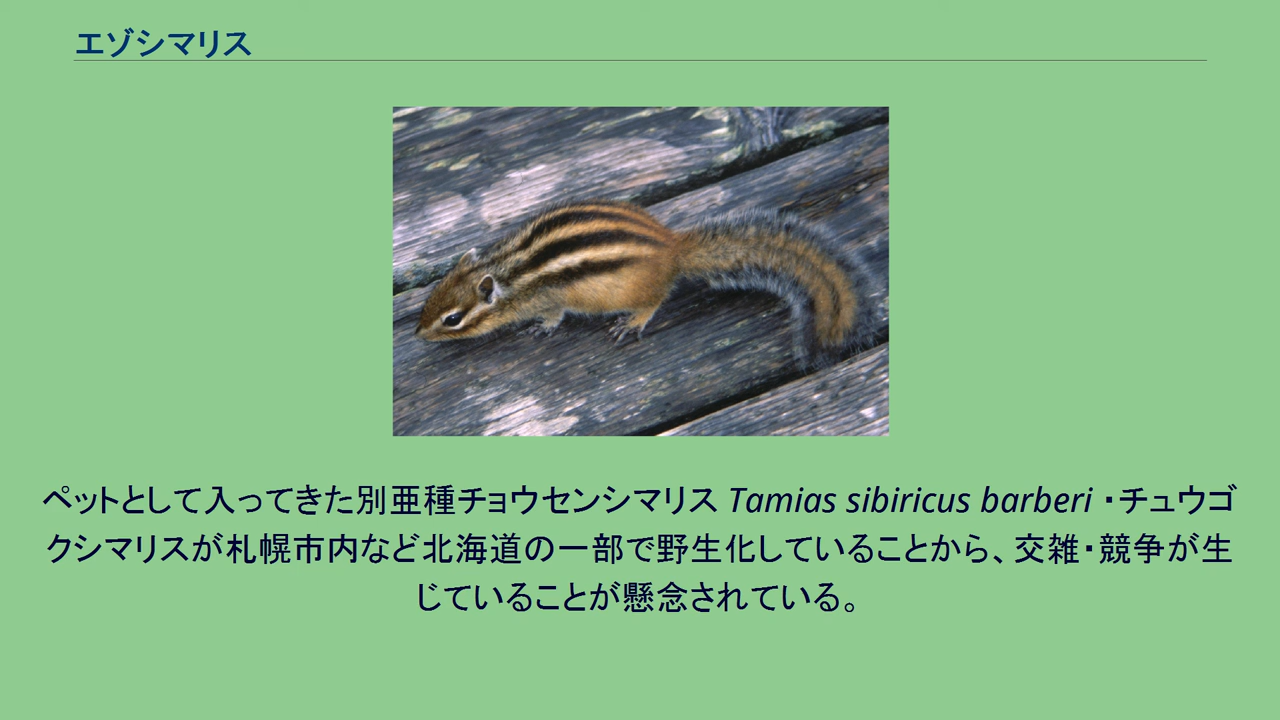 エゾシマリス
ペットとして入ってきた別亜種チョウセンシマリス Tamias sibiricus barberi ・チュウゴ
クシマリスが札幌市内など北海道の一部で野生化していることから、交雑・競争が生
じていることが懸念されている。